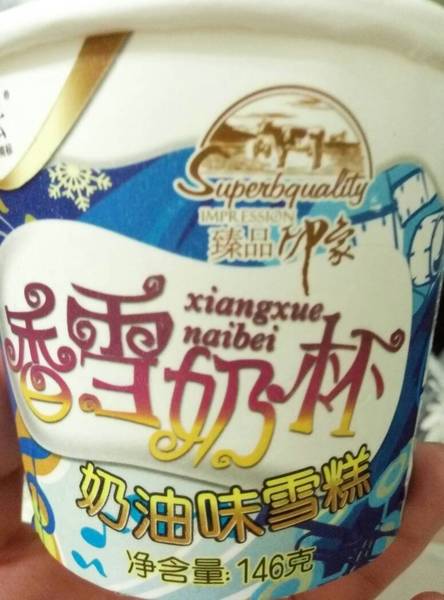 Superbquality
IMPRESSION
臻品印象
xiangxue
naibei
香雪奶杯
奶油味雪糕
净含量:146克